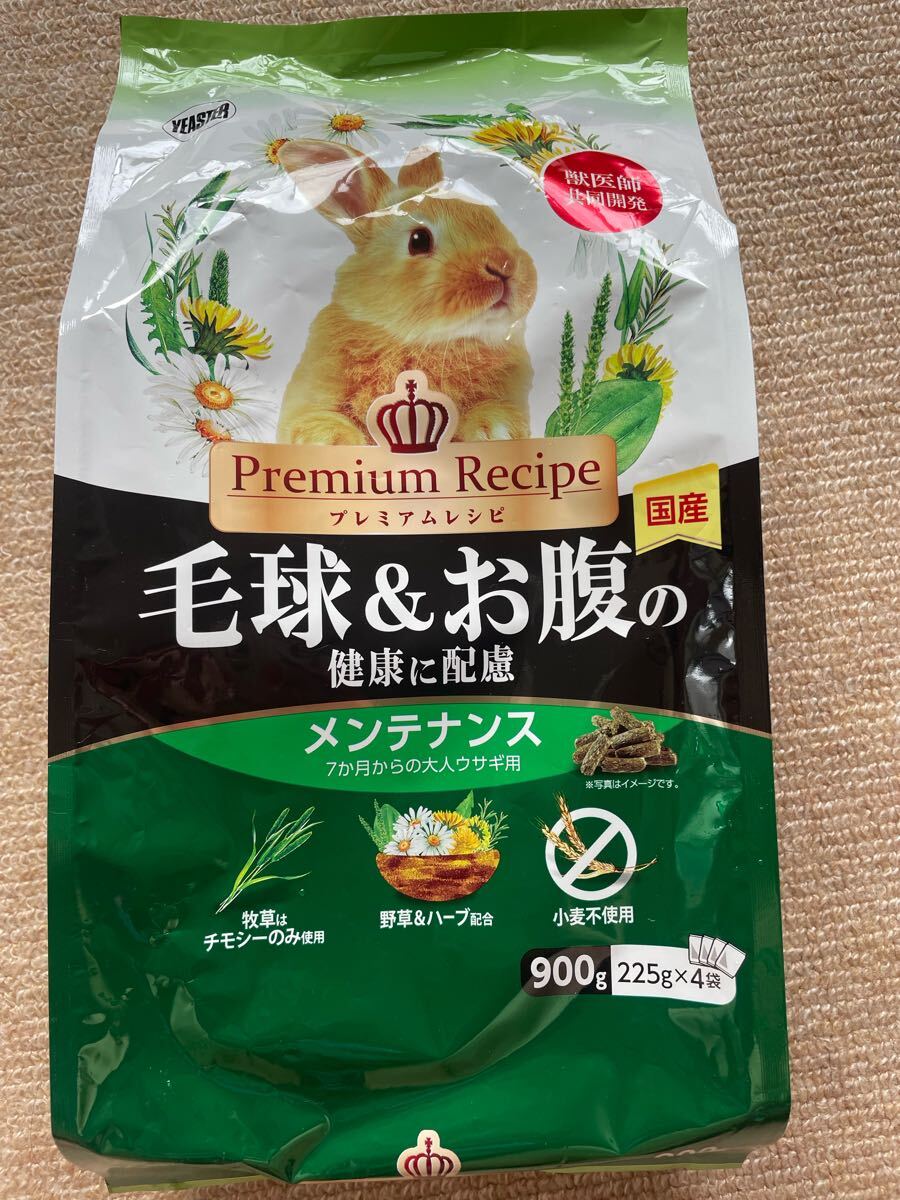 YEASTER
獣医師
共同開発
Premium Recipe
プレミアムレシピ
国産
毛球&お腹の
健康に配慮
メンテナンス
7か月からの大人ウサギ用
※写真はイメージです。
牧草は
チモシーのみ使用
野草&ハーブ配合
小麦不使用
900g 225g×4袋